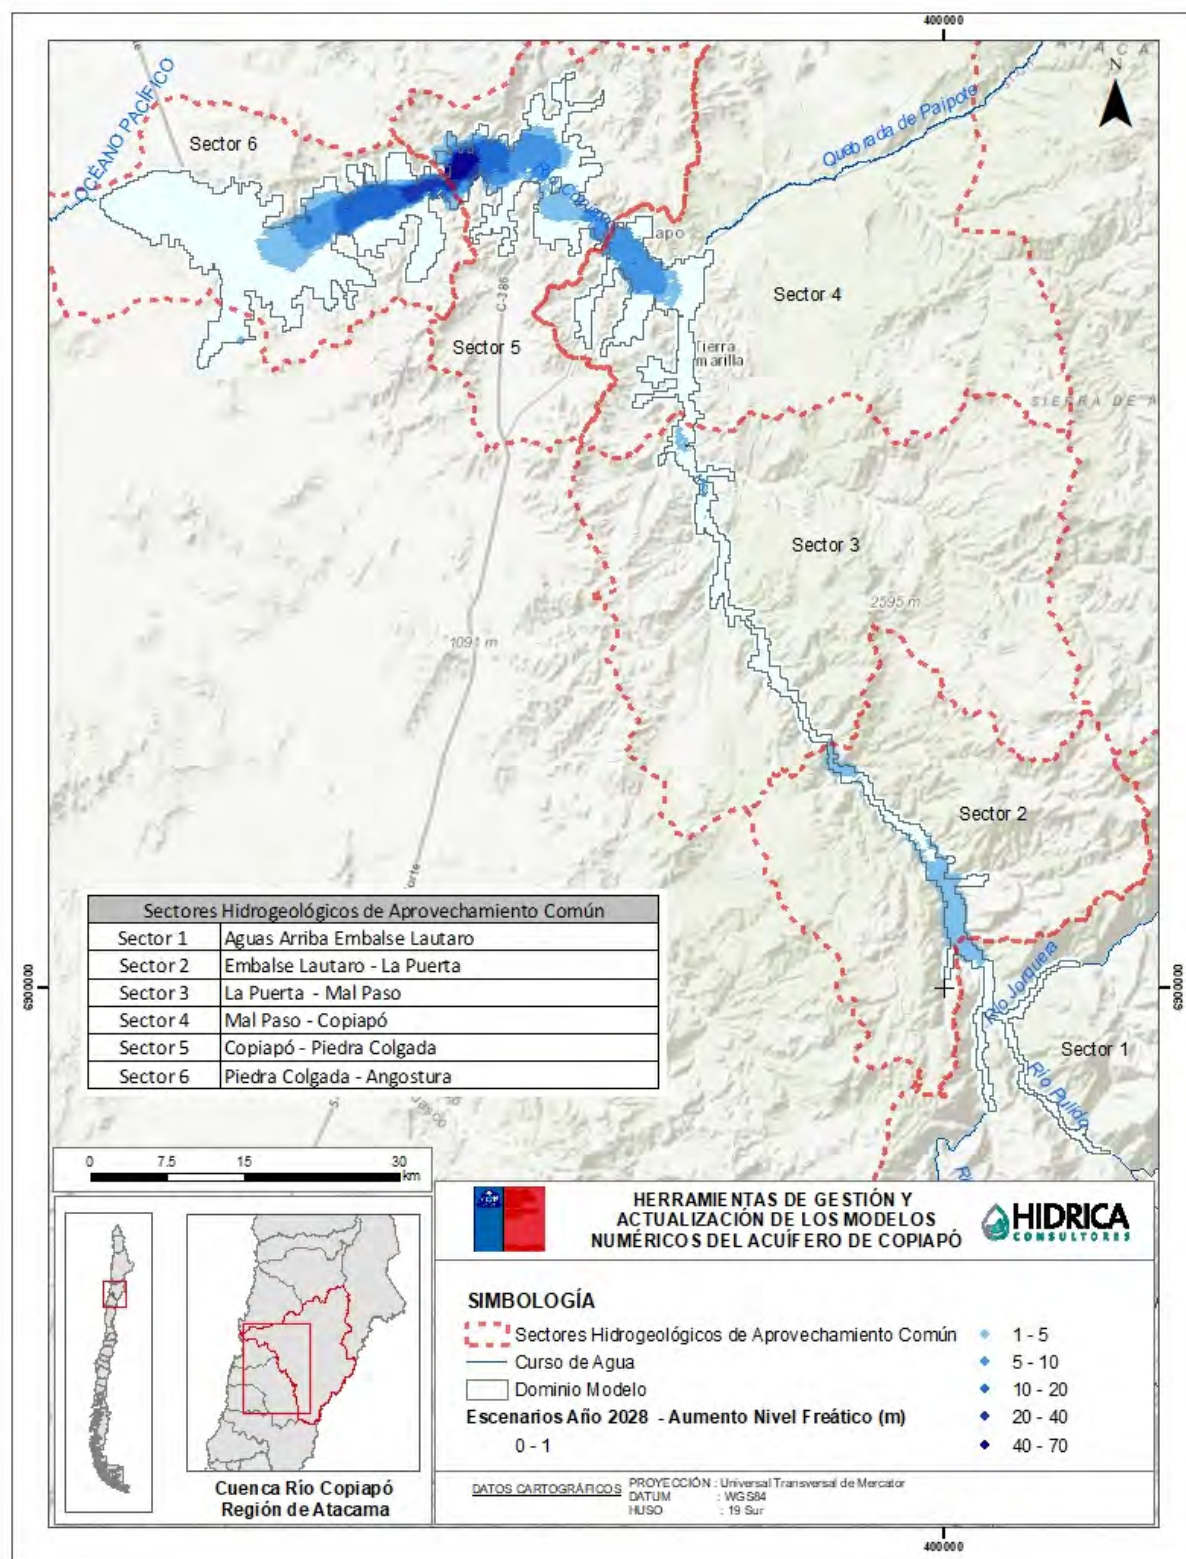 400000
ATACA
N
OCÉANO PACÍFICO
Sector 6
Quebrada de Paipote
apo
Sector 4
C-386
Sector 5
Tierra
marilla
SIERRA DE A
Sector 3
2595 m
1091 m
Sector 2
orte
Sectores Hidrogeológicos de Aprovechamiento Común
Sector 1 Aguas Arriba Embalse Lautaro
Sector 2 Embalse Lautaro - La Puerta
Sector 3 La Puerta - Mal Paso
Sector 4 Mal Paso - Copiapó
Sector 5 Copiapó - Piedra Colgada
Sector 6 Piedra Colgada - Angostura
6900000
6900000
Río Jorquera
Sector 1
Río Pulido
0 7.5 15 30
km
HERRAMIENTAS DE GESTIÓN Y
ACTUALIZACIÓN DE LOS MODELOS
NUMÉRICOS DEL ACUÍFERO DE COPIAPÓ
HIDRICA
CONSULTORES
SIMBOLOGÍA
Sectores Hidrogeológicos de Aprovechamiento Común
Curso de Agua
Dominio Modelo
Escenarios Año 2028 - Aumento Nivel Freático (m)
0 - 1
1 - 5
5 - 10
10 - 20
20 - 40
40 - 70
Cuenca Río Copiapó
Región de Atacama
DATOS CARTOGRÁFICOS
PROYECCIÓN : Universal Transversal de Mercator
DATUM : WGS84
HUSO : 19 Sur
400000